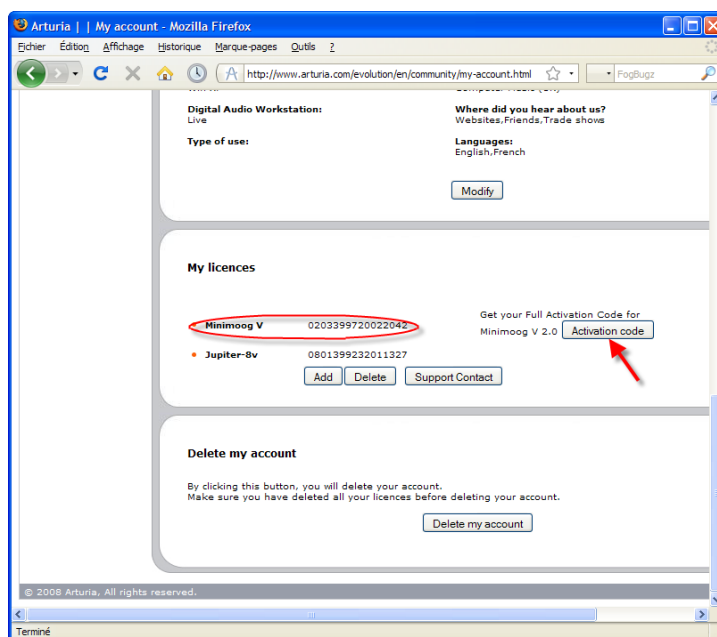 Arturia | | My account - Mozilla Firefox
Fichier Édition Affichage Historique Marque-pages Outils ?
http://www.arturia.com/evolution/en/community/my-account.html FogBugz
Digital Audio Workstation: Where did you hear about us?
Live Websites,Friends,Trade shows
Type of use: Languages:
English,French
Modify
My licences
Get your Full Activation Code for
Minimoog V 0203399720022042
Minimoog V 2.0 Activation code
Jupiter-8v 0801399232011327
Add Delete Support Contact
Delete my account
By clicking this button, you will delete your account.
Make sure you have deleted all your licences before deleting your account.
Delete my account
© 2008 Arturia, All rights reserved.
Terminé